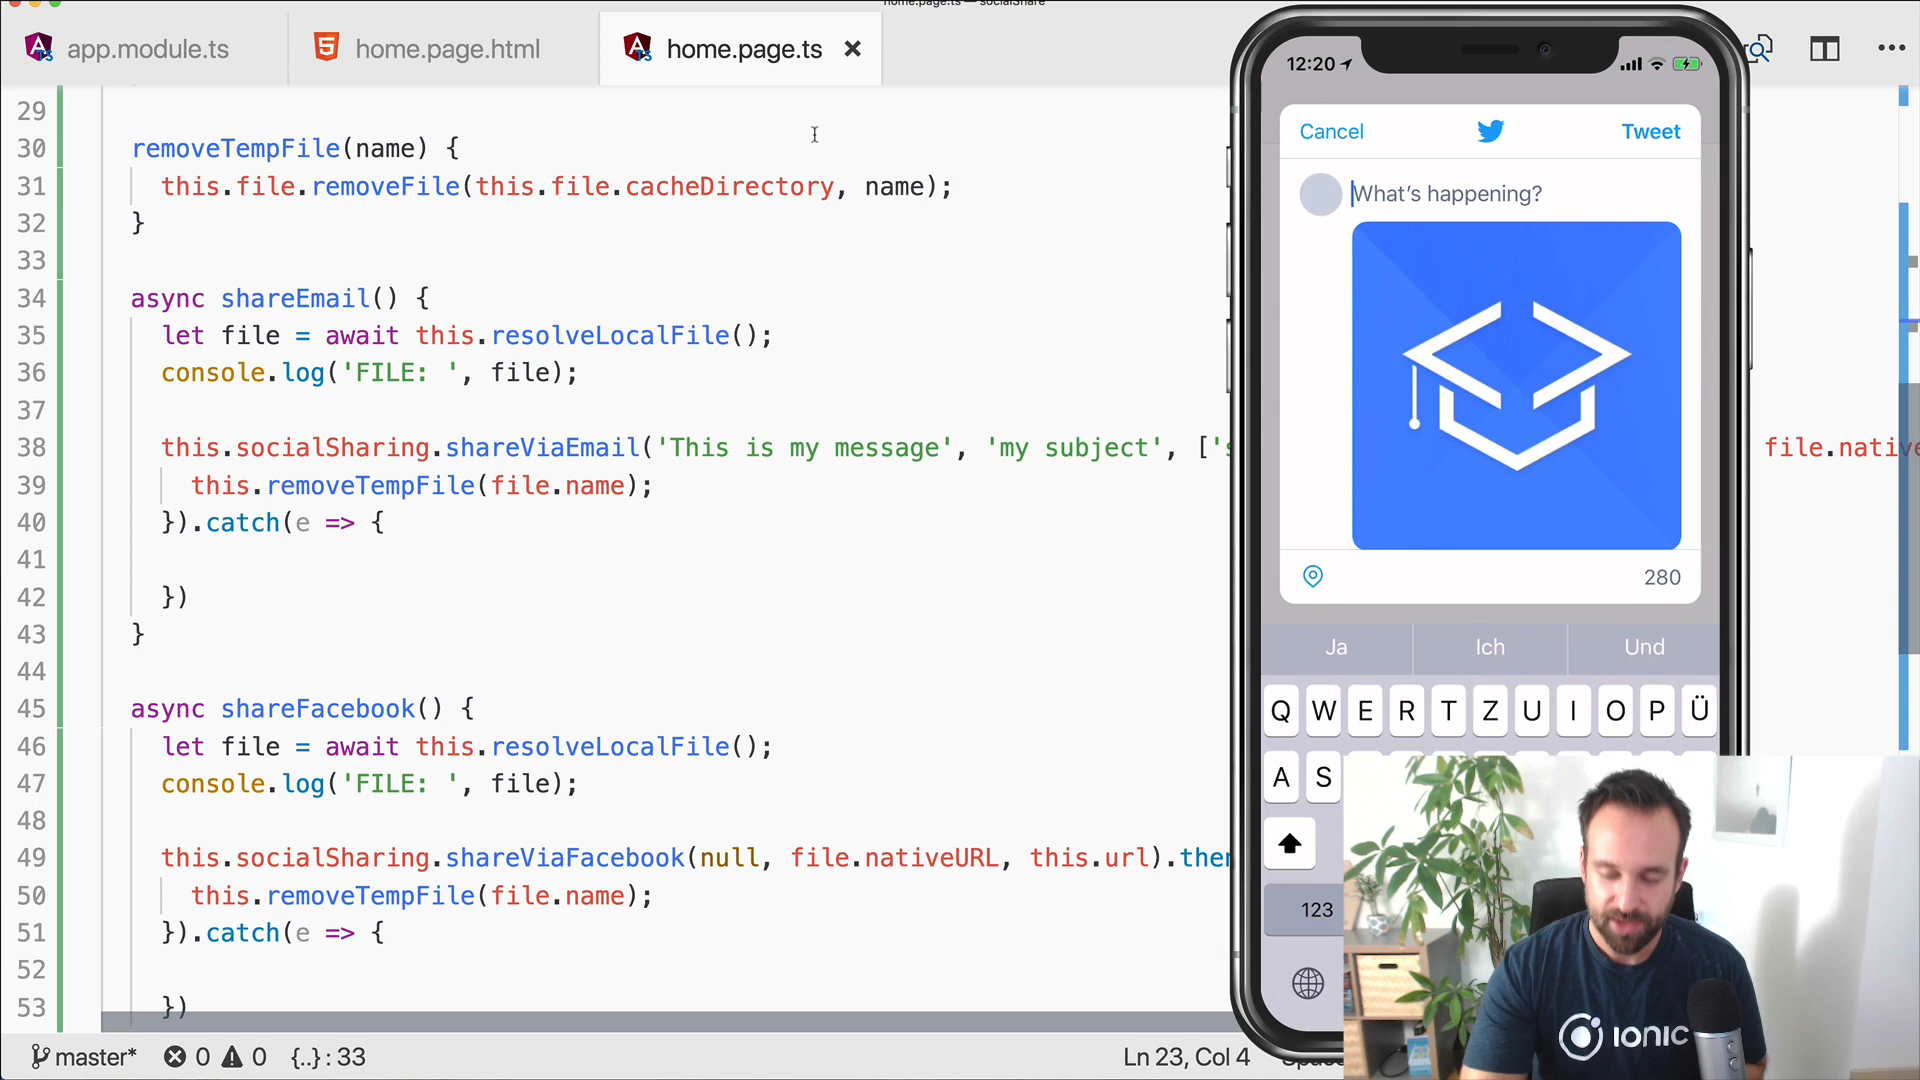 home.page.ts — socialShare
app.module.ts
home.page.html
home.page.ts
29
30 removeTempFile(name) {
31 this.file.removeFile(this.file.cacheDirectory, name);
32 }
33
34 async shareEmail() {
35 let file = await this.resolveLocalFile();
36 console.log('FILE: ', file);
37
38 this.socialSharing.shareViaEmail('This is my message', 'my subject', [' file.native
39 this.removeTempFile(file.name);
40 }).catch(e => {
41
42 })
43 }
44
45 async shareFacebook() {
46 let file = await this.resolveLocalFile();
47 console.log('FILE: ', file);
48
49 this.socialSharing.shareViaFacebook(null, file.nativeURL, this.url).then
50 this.removeTempFile(file.name);
51 }).catch(e => {
52
53 })
master* 0 0 {..} : 33
Ln 23, Col 4
12:20
Cancel
Tweet
What's happening?
280
Ja Ich Und
Q W E R T Z U I O P Ü
A S
123
IONIC